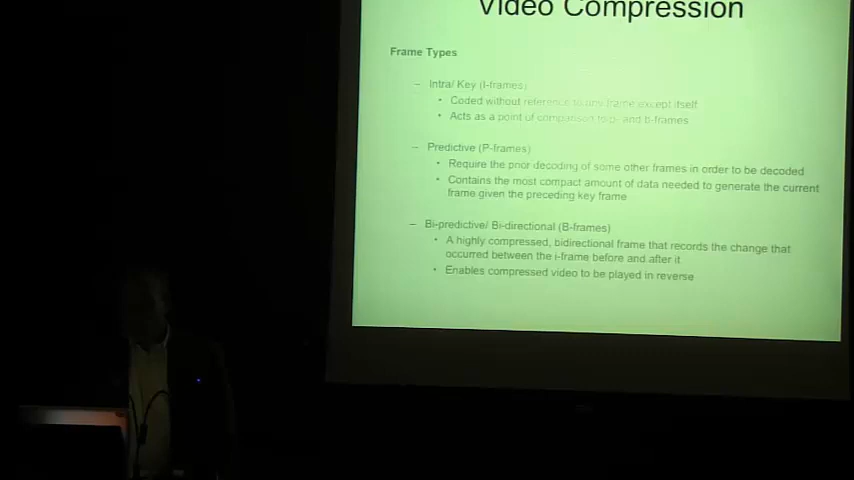 Video Compression
Frame Types
– Intra/ Key (I-frames)
• Coded without reference to any frame except itself
• Acts as a point of comparison to p- and b-frames
– Predictive (P-frames)
• Require the prior decoding of some other frames in order to be decoded
• Contains the most compact amount of data needed to generate the current
frame given the preceding key frame
– Bi-predictive/ Bi-directional (B-frames)
• A highly compressed, bidirectional frame that records the change that
occurred between the i-frame before and after it
• Enables compressed video to be played in reverse